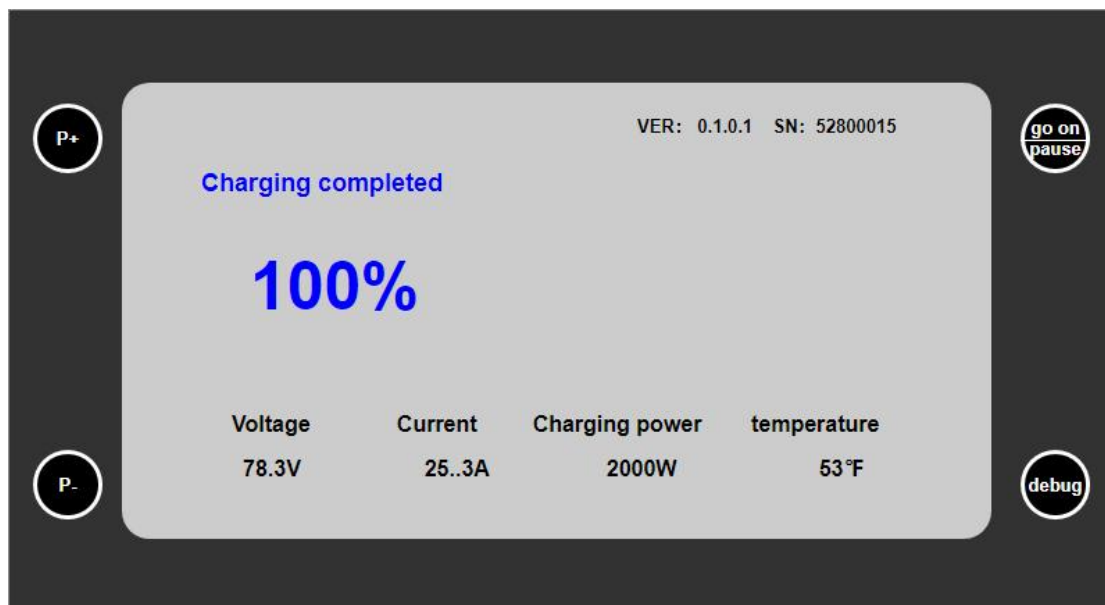 VER: 0.1.0.1 SN: 52800015
P+
go on
pause
Charging completed
100%
Voltage Current Charging power temperature
78.3V 25..3A 2000W 53°F
P-
debug